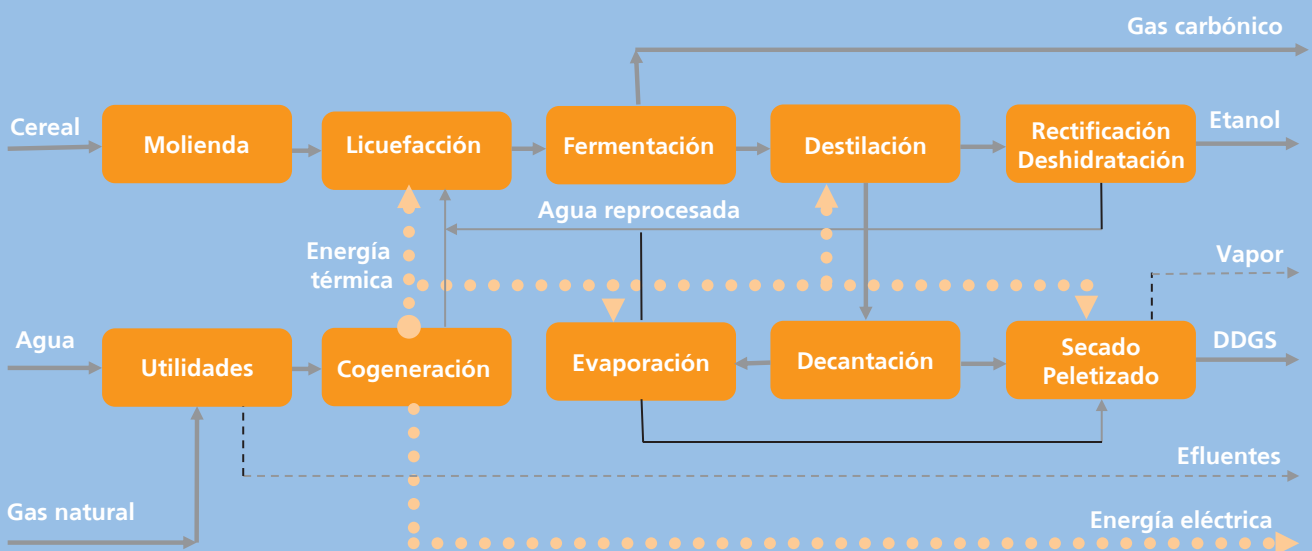 Gas carbónico
Cereal
Molienda
Licuefacción
Fermentación
Destilación
Rectificación
Deshidratación
Etanol
Agua reprocesada
Energía
térmica
Vapor
Agua
Utilidades
Cogeneración
Evaporación
Decantación
Secado
Peletizado
DDGS
Efluentes
Gas natural
Energía eléctrica